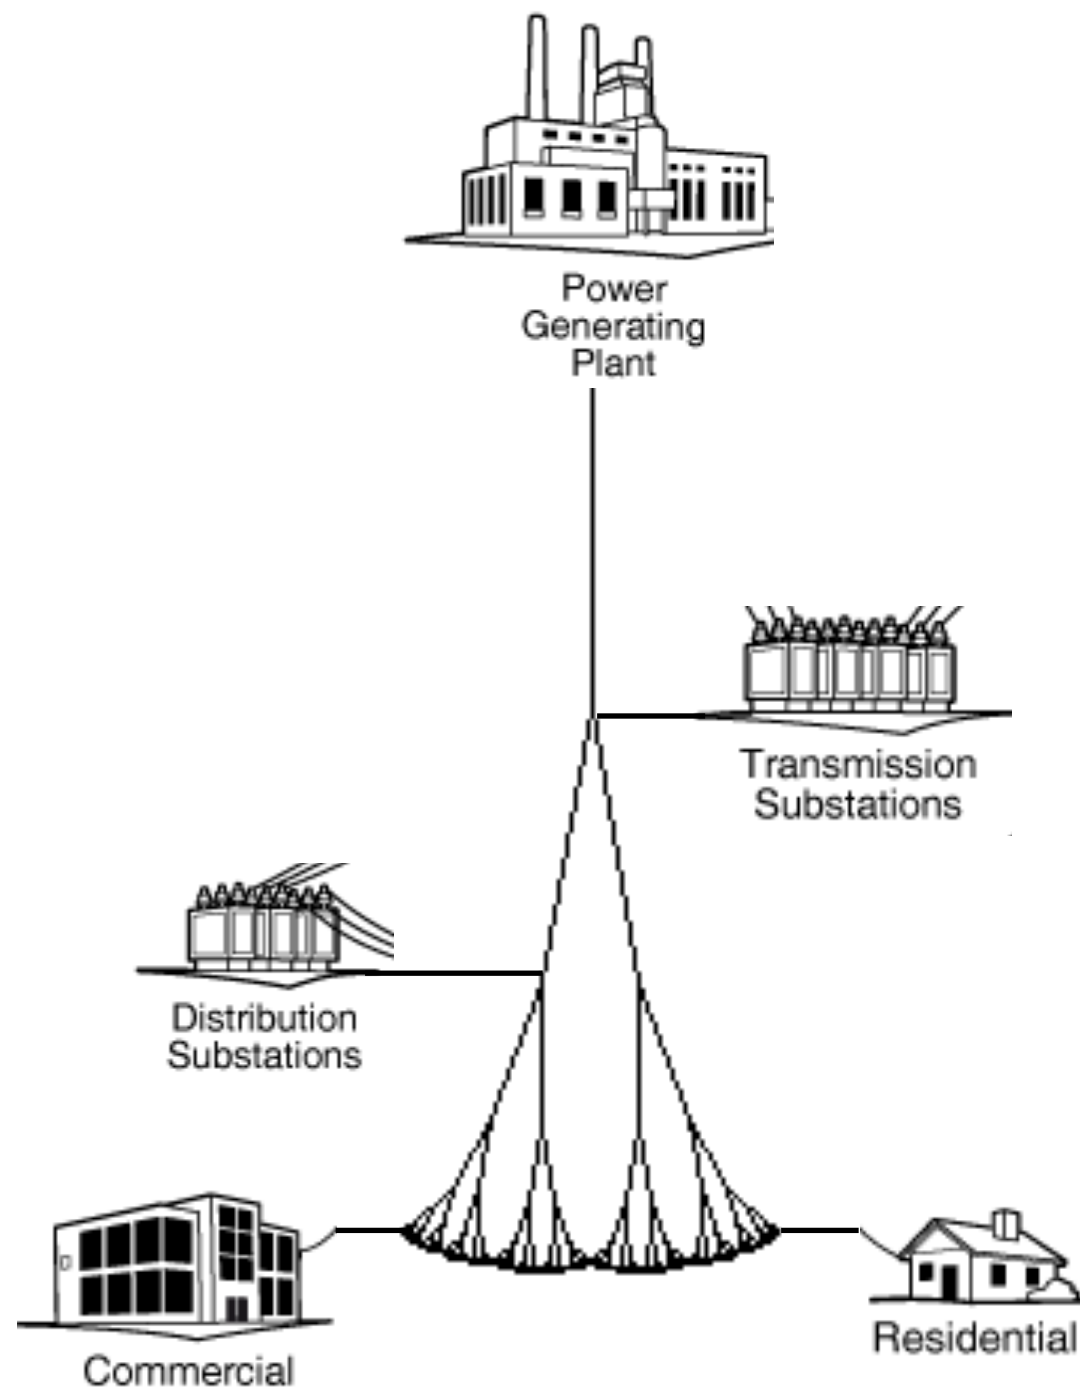 Power
Generating
Plant
Transmission
Substations
Distribution
Substations
Commercial
Residential